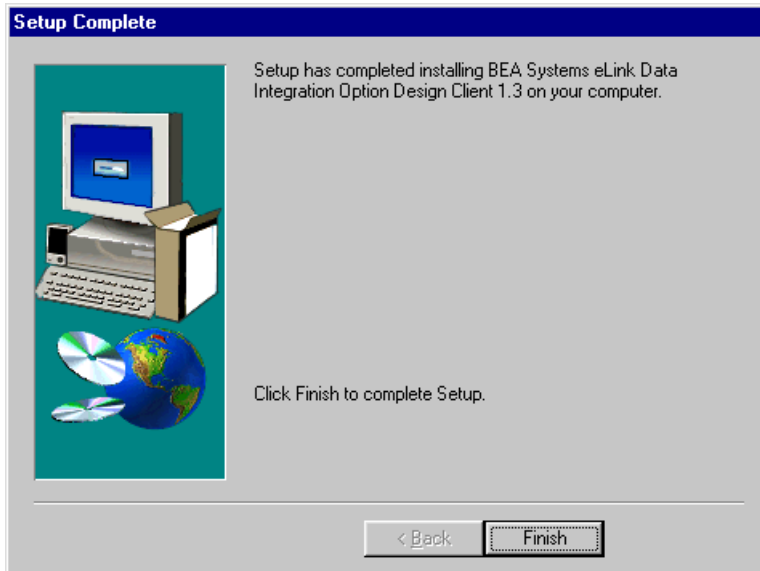 Setup Complete
Setup has completed installing BEA Systems eLink Data
Integration Option Design Client 1.3 on your computer.
Click Finish to complete Setup.
< Back
Finish